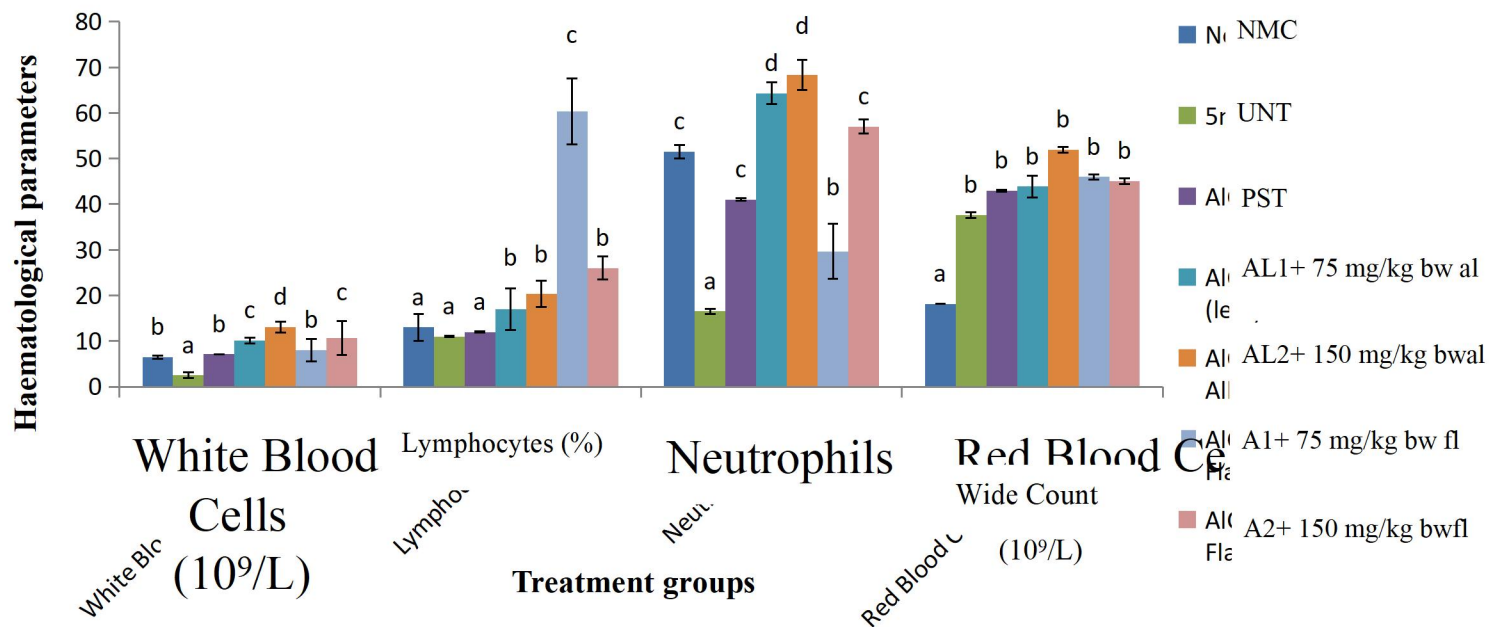 Haematological parameters
80
70
60
50
40
30
20
10
0
b a b c d b c
a a a b b c b
c a c d d b c
a b b b b b b
White Blood
Cells
(10⁹/L)
Lymphocytes (%)
Neutrophils
Red Blood Ce
Wide Count
(10⁹/L)
White Blo
Lympho
Neut
Red Blood C
Treatment groups
NMC
UNT
PST
AL1+ 75 mg/kg bw al
(le
AL2+ 150 mg/kg bwal
A1+ 75 mg/kg bw fl
A2+ 150 mg/kg bwfl
Fla